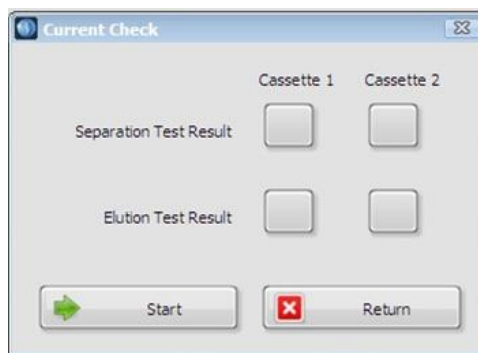 Current Check
Cassette 1 Cassette 2
Separation Test Result
Elution Test Result
Start Return